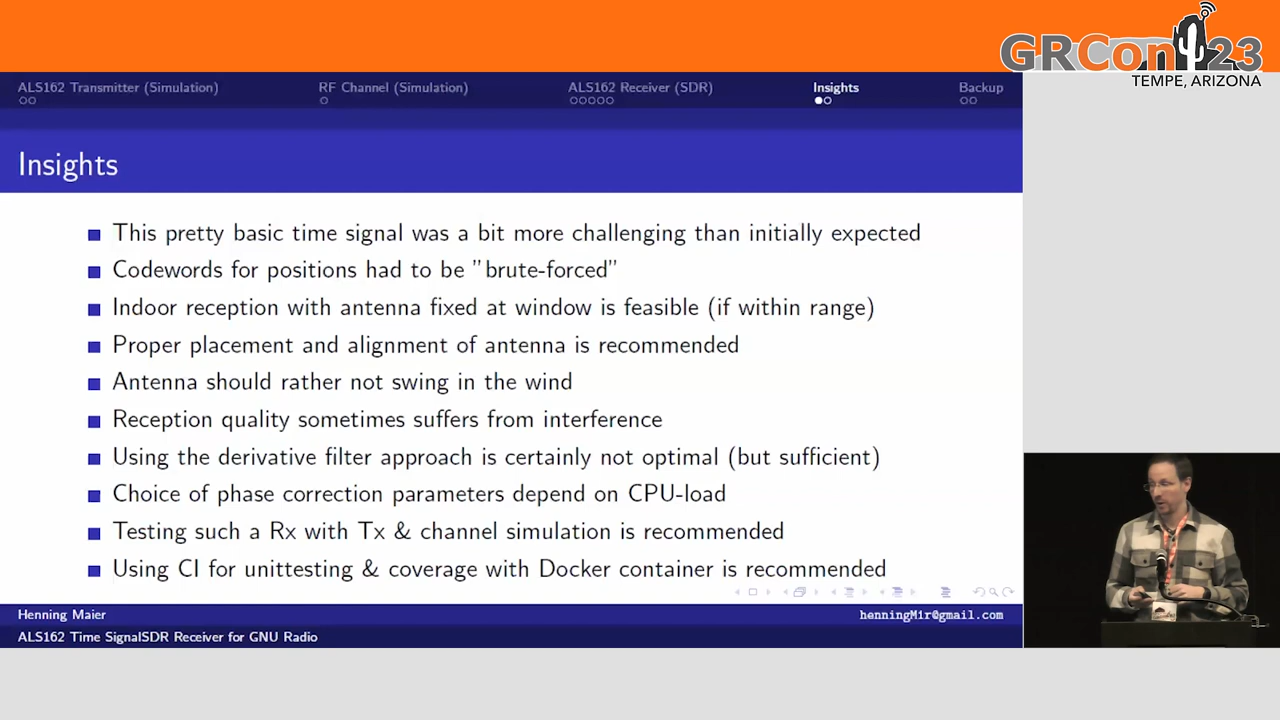 GRCon 23
TEMPE, ARIZONA
ALS162 Transmitter (Simulation)
RF Channel (Simulation)
ALS162 Receiver (SDR)
Insights
Backup
Insights
This pretty basic time signal was a bit more challenging than initially expected
Codewords for positions had to be "brute-forced"
Indoor reception with antenna fixed at window is feasible (if within range)
Proper placement and alignment of antenna is recommended
Antenna should rather not swing in the wind
Reception quality sometimes suffers from interference
Using the derivative filter approach is certainly not optimal (but sufficient)
Choice of phase correction parameters depend on CPU-load
Testing such a Rx with Tx & channel simulation is recommended
Using CI for unittesting & coverage with Docker container is recommended
Henning Maier
henningM1r@gmail.com
ALS162 Time SignalSDR Receiver for GNU Radio